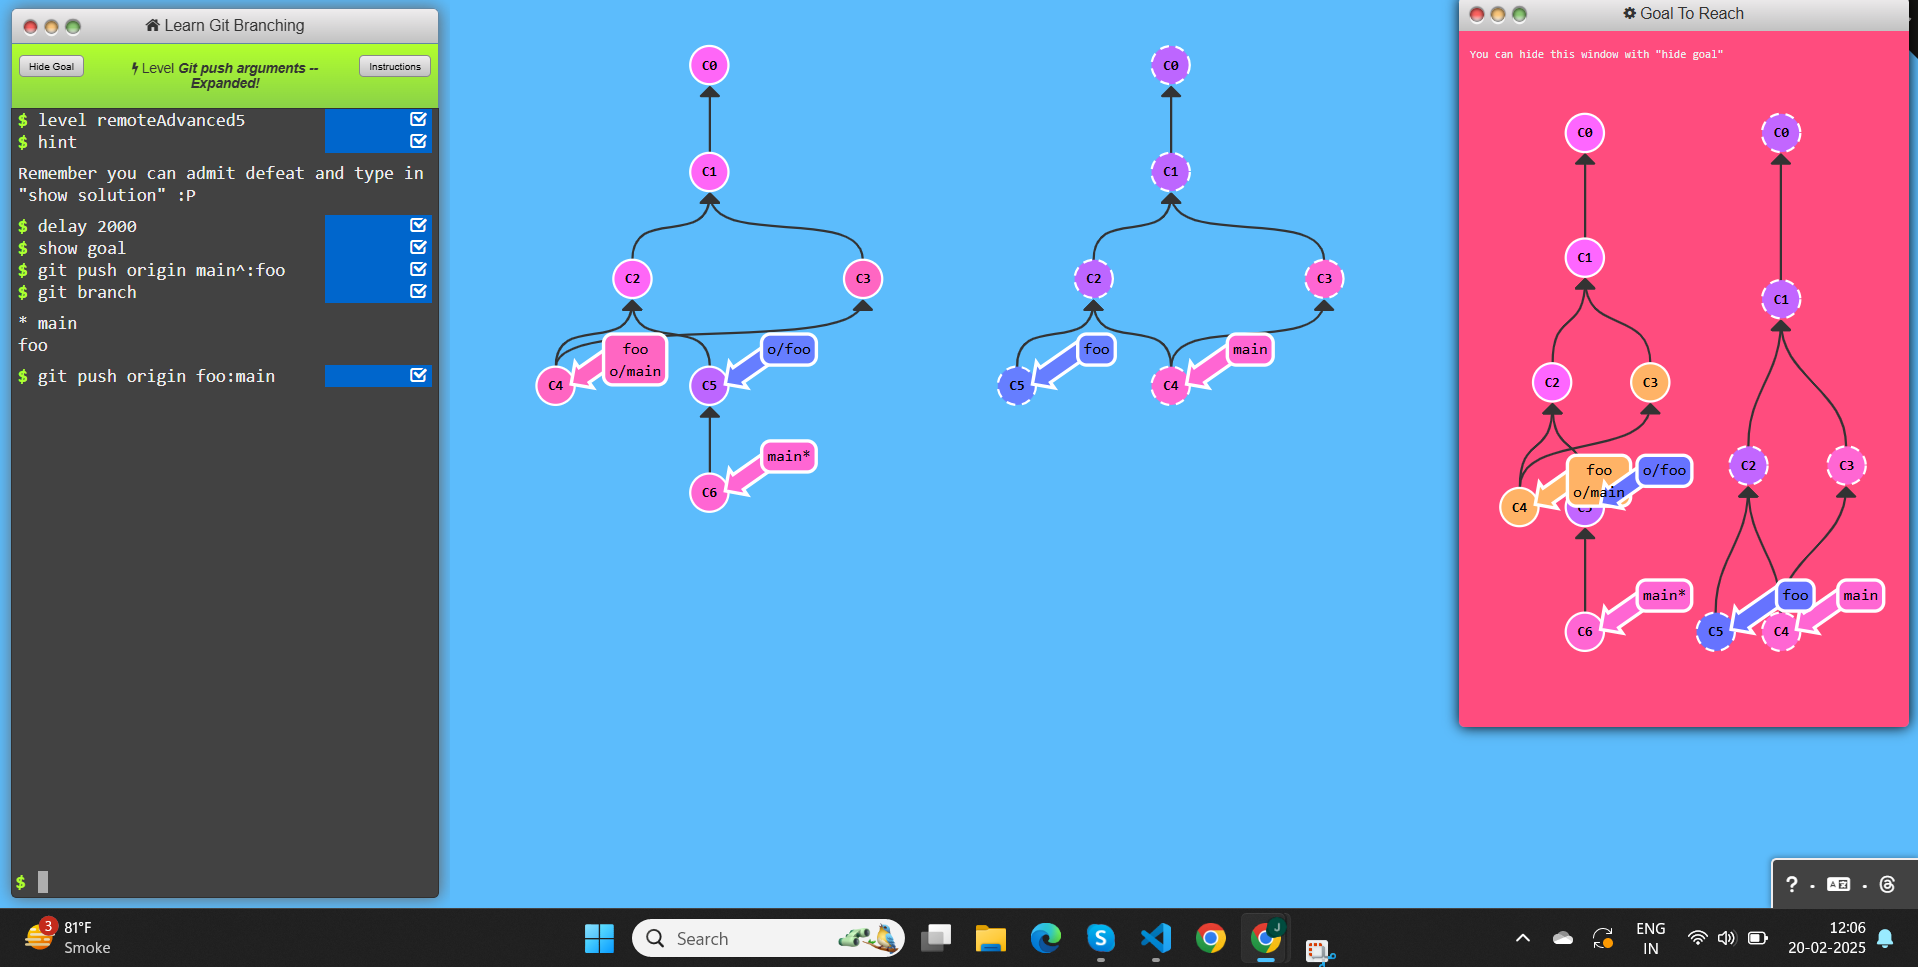 Learn Git Branching
Hide Goal
Level Git push arguments --
Expanded!
Instructions
$ level remoteAdvanced5
$ hint
Remember you can admit defeat and type in
"show solution" :P
$ delay 2000
$ show goal
$ git push origin main^:foo
$ git branch
* main
foo
$ git push origin foo:main
$
C0
C1
C2
C3
foo
o/main
o/foo
C4
C5
main*
C6
C0
C1
C2
C3
foo
main
C5
C4
Goal To Reach
You can hide this window with "hide goal"
C0
C1
C2
C3
foo
o/main
o/foo
C4
C5
main*
C6
C0
C1
C2
C3
foo
main
C5
C4
?
3
81°F
Smoke
Search
J
ENG
IN
12:06
20-02-2025